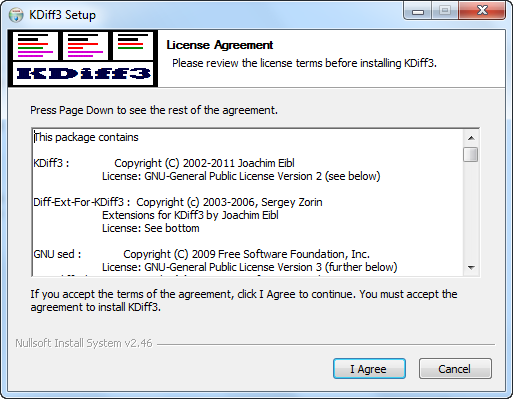 KDiff3 Setup
KDiff3
License Agreement
Please review the license terms before installing KDiff3.
Press Page Down to see the rest of the agreement.
This package contains
KDiff3 : Copyright (C) 2002-2011 Joachim Eibl
License: GNU-General Public License Version 2 (see below)
Diff-Ext-For-KDiff3 : Copyright (c) 2003-2006, Sergey Zorin
Extensions for KDiff3 by Joachim Eibl
License: See bottom
GNU sed : Copyright (C) 2009 Free Software Foundation, Inc.
License: GNU-General Public License Version 3 (further below)
If you accept the terms of the agreement, click I Agree to continue. You must accept the
agreement to install KDiff3.
Nullsoft Install System v2.46
I Agree
Cancel